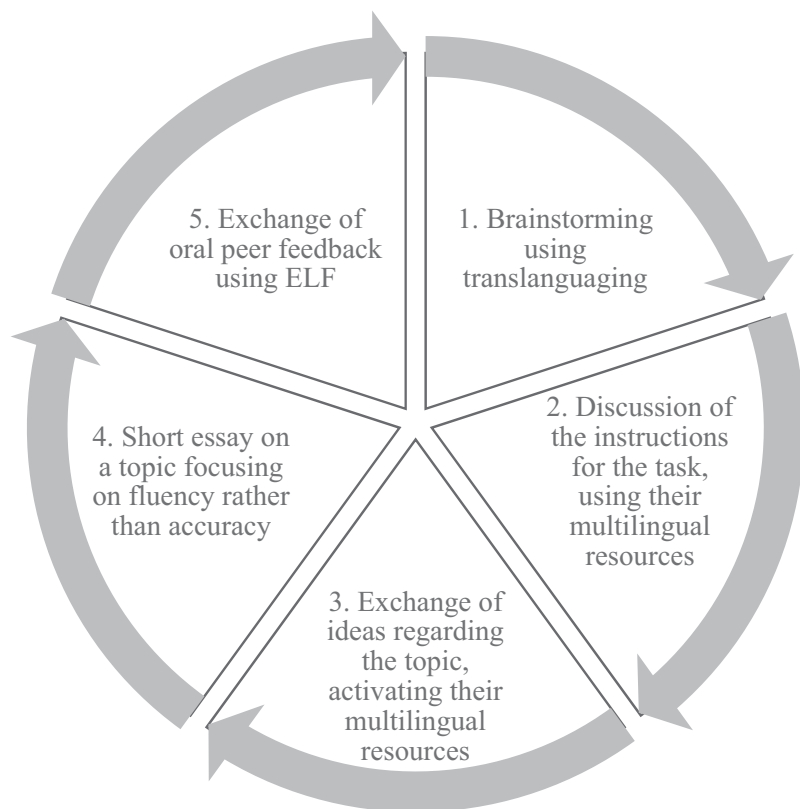 1. Brainstorming
using
translanguaging
2. Discussion of
the instructions
for the task,
using their
multilingual
resources
3. Exchange of
ideas regarding
the topic,
activating their
multilingual
resources
4. Short essay on
a topic focusing
on fluency rather
than accuracy
5. Exchange of
oral peer feedback
using ELF